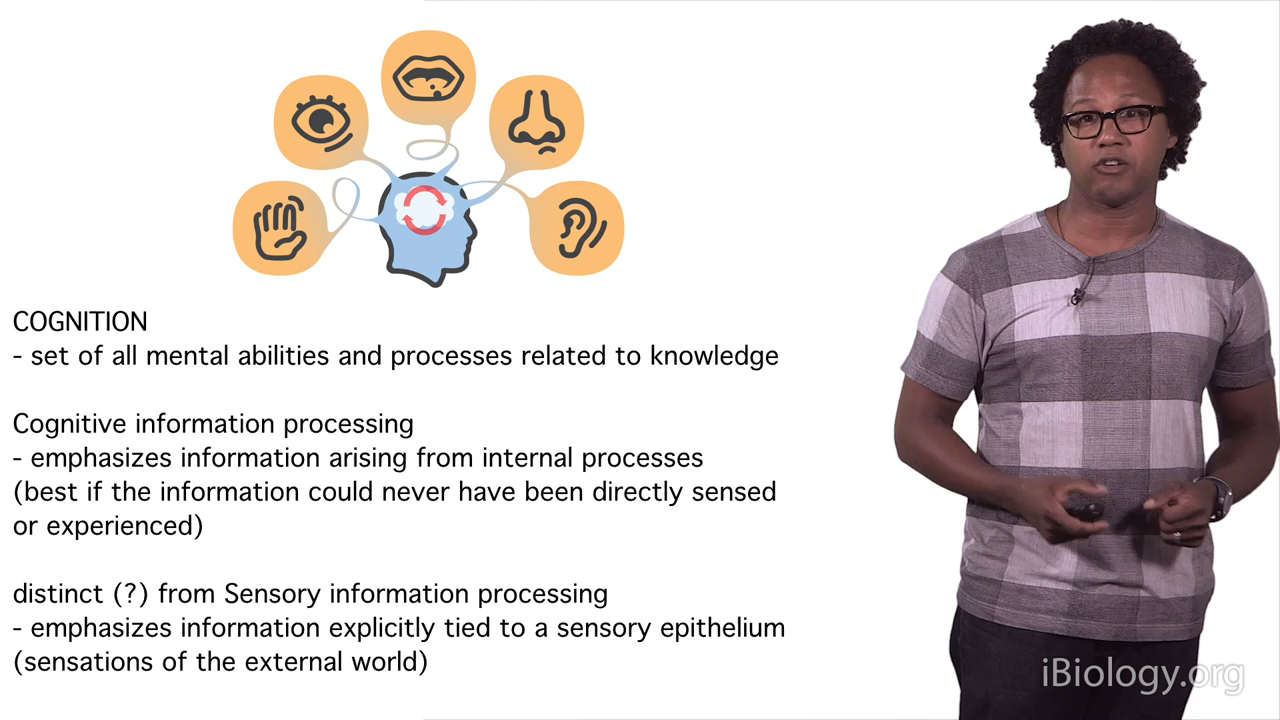 COGNITION
- set of all mental abilities and processes related to knowledge
Cognitive information processing
- emphasizes information arising from internal processes
(best if the information could never have been directly sensed
or experienced)
distinct (?) from Sensory information processing
- emphasizes information explicitly tied to a sensory epithelium
(sensations of the external world)
iBiology.org